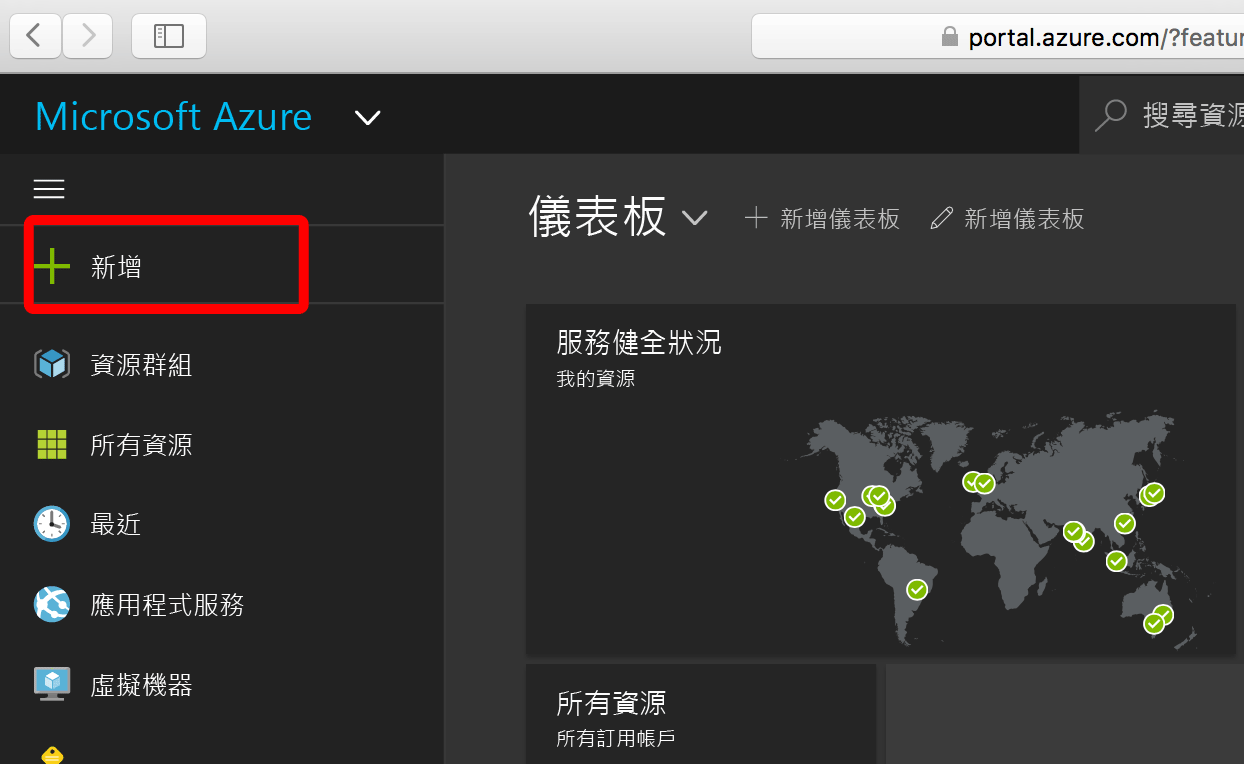 portal.azure.com/?featur
Microsoft Azure
搜尋資源
儀表板
新增儀表板
新增儀表板
新增
資源群組
所有資源
最近
應用程式服務
虛擬機器
服務健全狀況
我的資源
所有資源
所有訂用帳戶